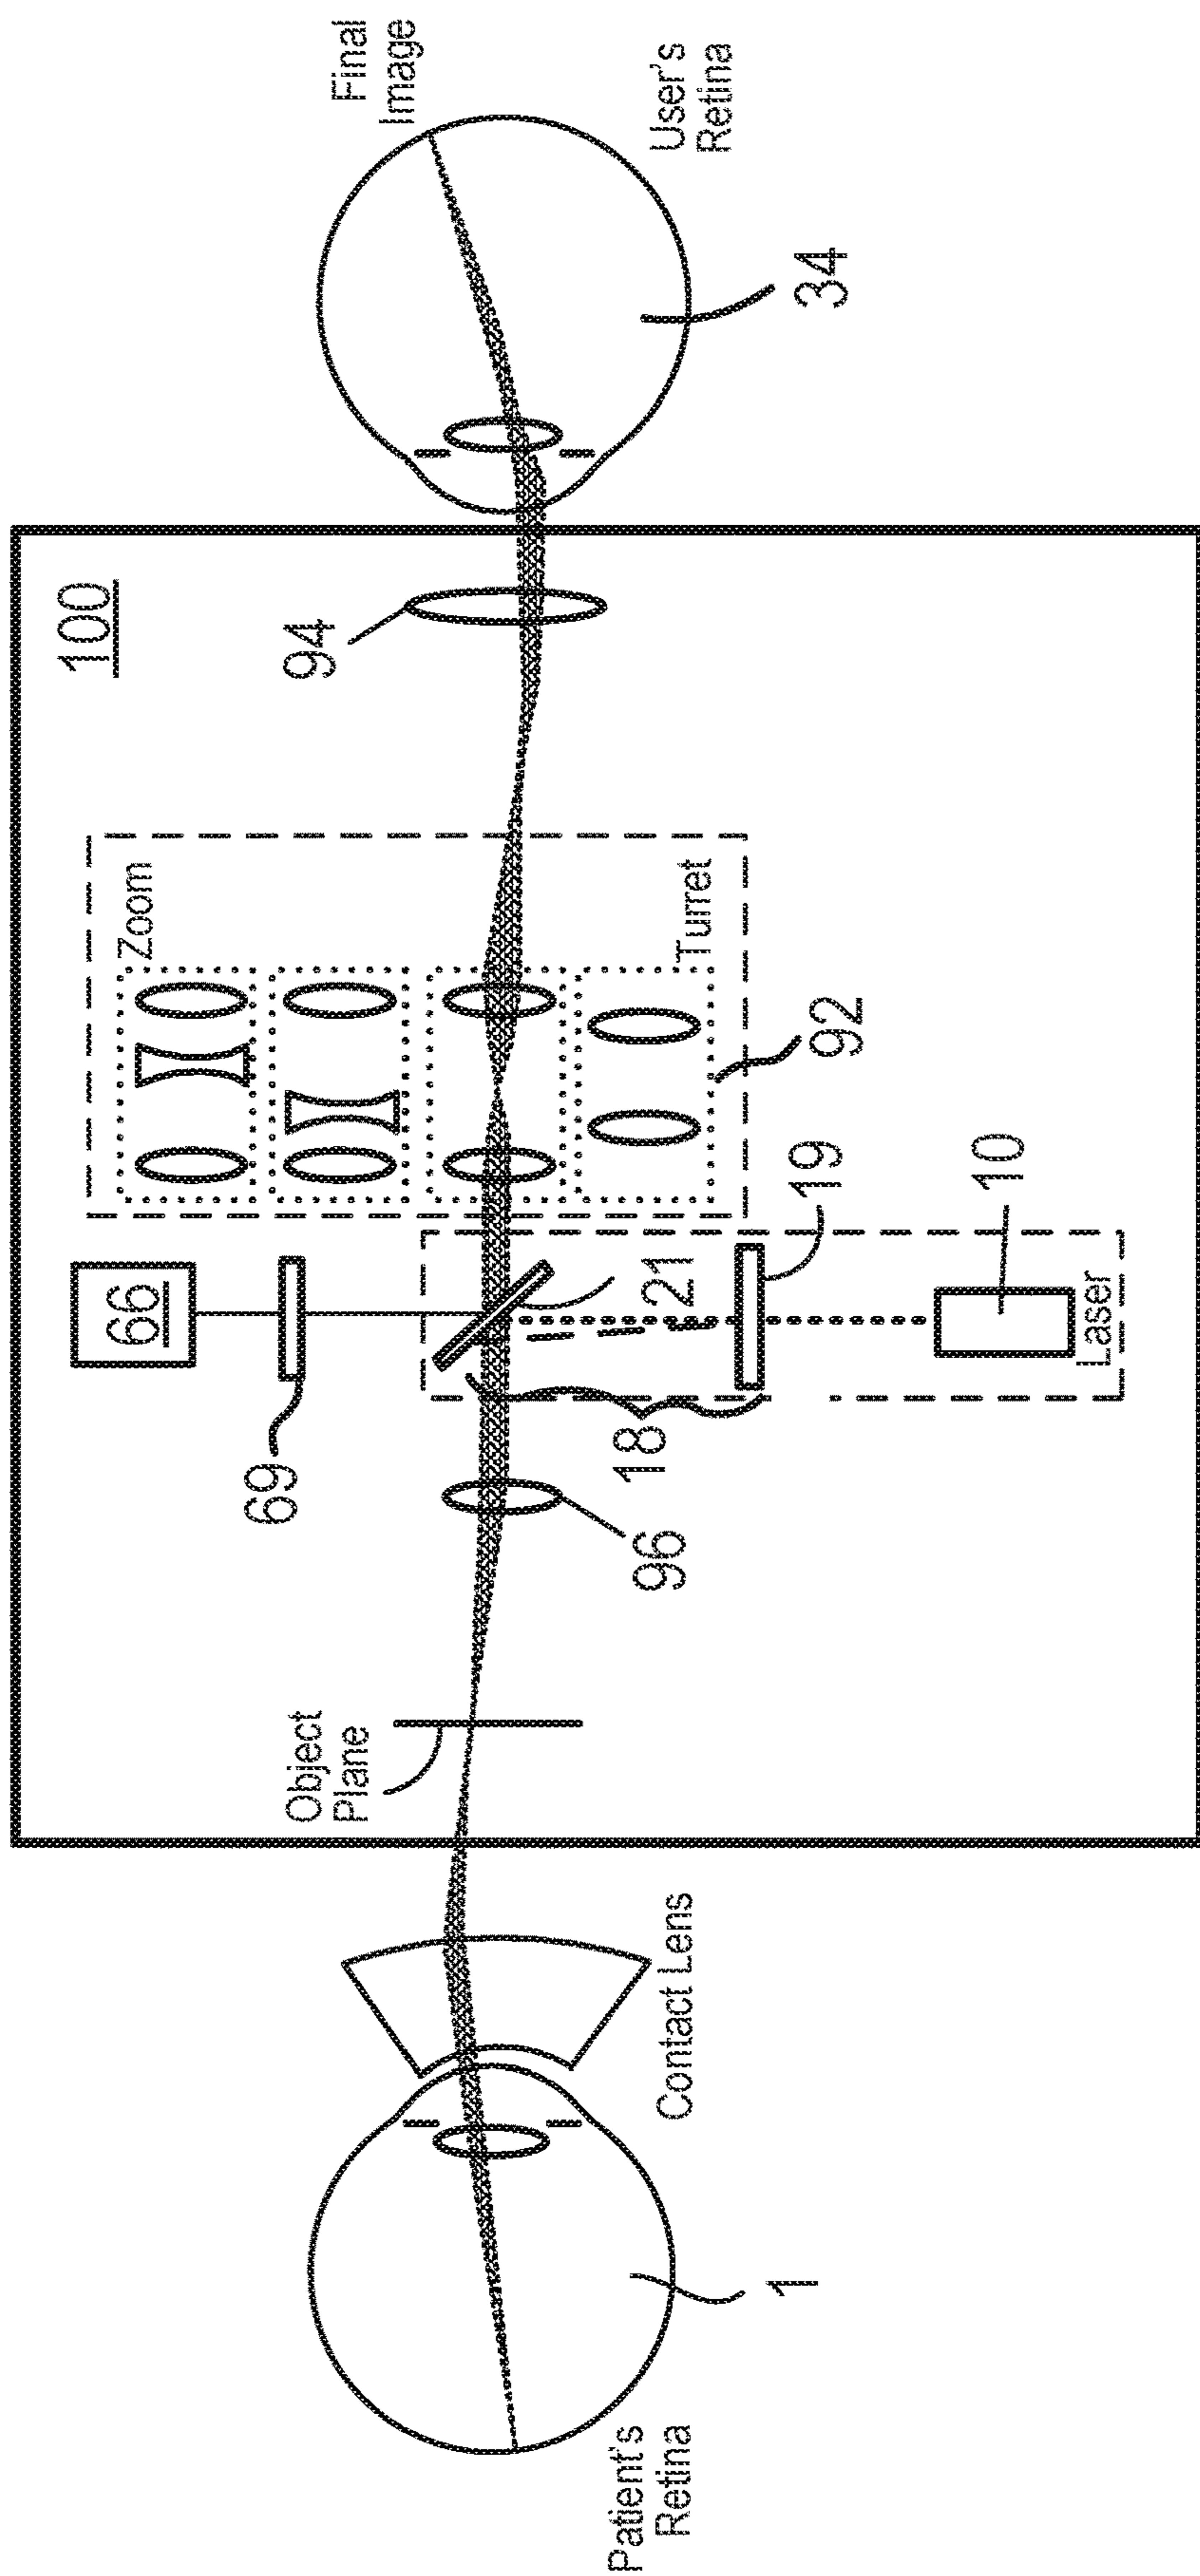 Patient's
Retina
1
Contact Lens
Object
Plane
96
69
18
66
21
19
10
Laser
Zoom
Turret
92
94
100
34
User's
Retina
Final
Image